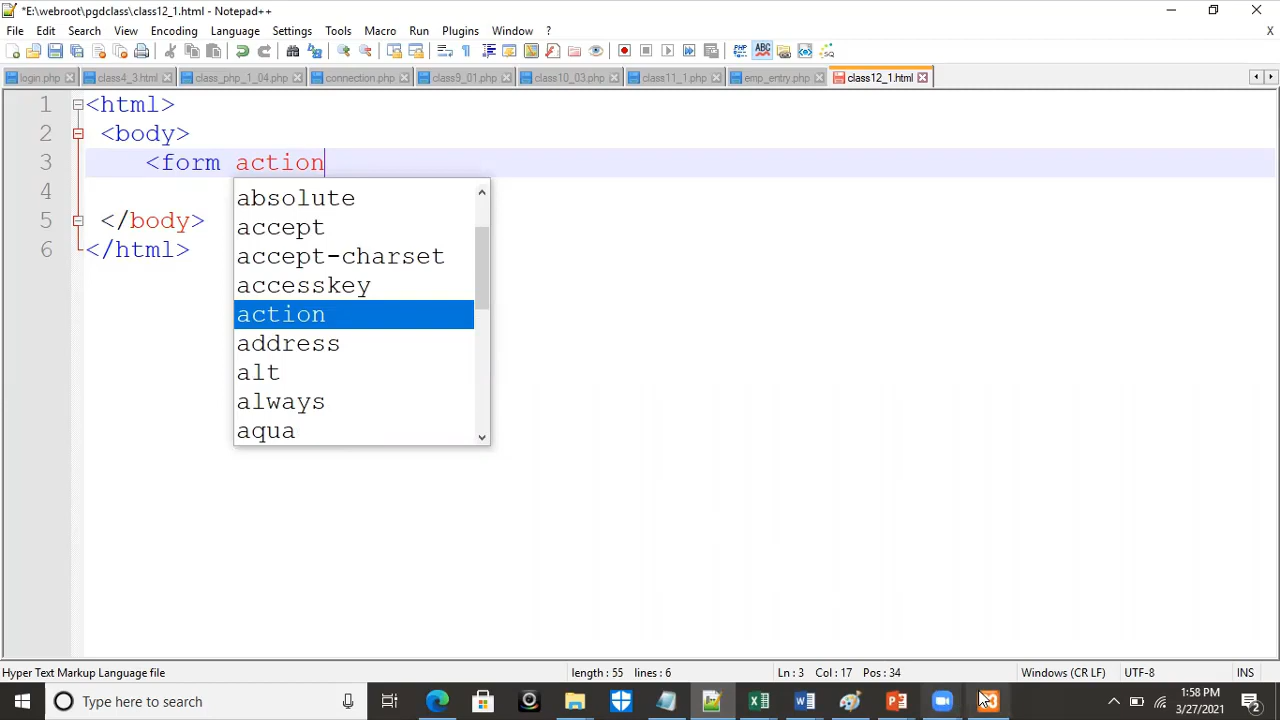 *E:\webroot\pgdclass\class12_1.html - Notepad++
File Edit Search View Encoding Language Settings Tools Macro Run Plugins Window ? X
login.php class4_3.html class_php_1_04.php connection.php class9_01.php class10_03.php class11_1.php emp_entry.php class12_1.html
1 <html>
2 <body>
3 <form action
4
absolute
accept
5 </body>
6 </html>
accept-charset
accesskey
action
address
alt
always
aqua
Hyper Text Markup Language file length : 55 lines : 6 Ln : 3 Col : 17 Pos : 34 Windows (CR LF) UTF-8 INS
Type here to search
1:58 PM
3/27/2021
2